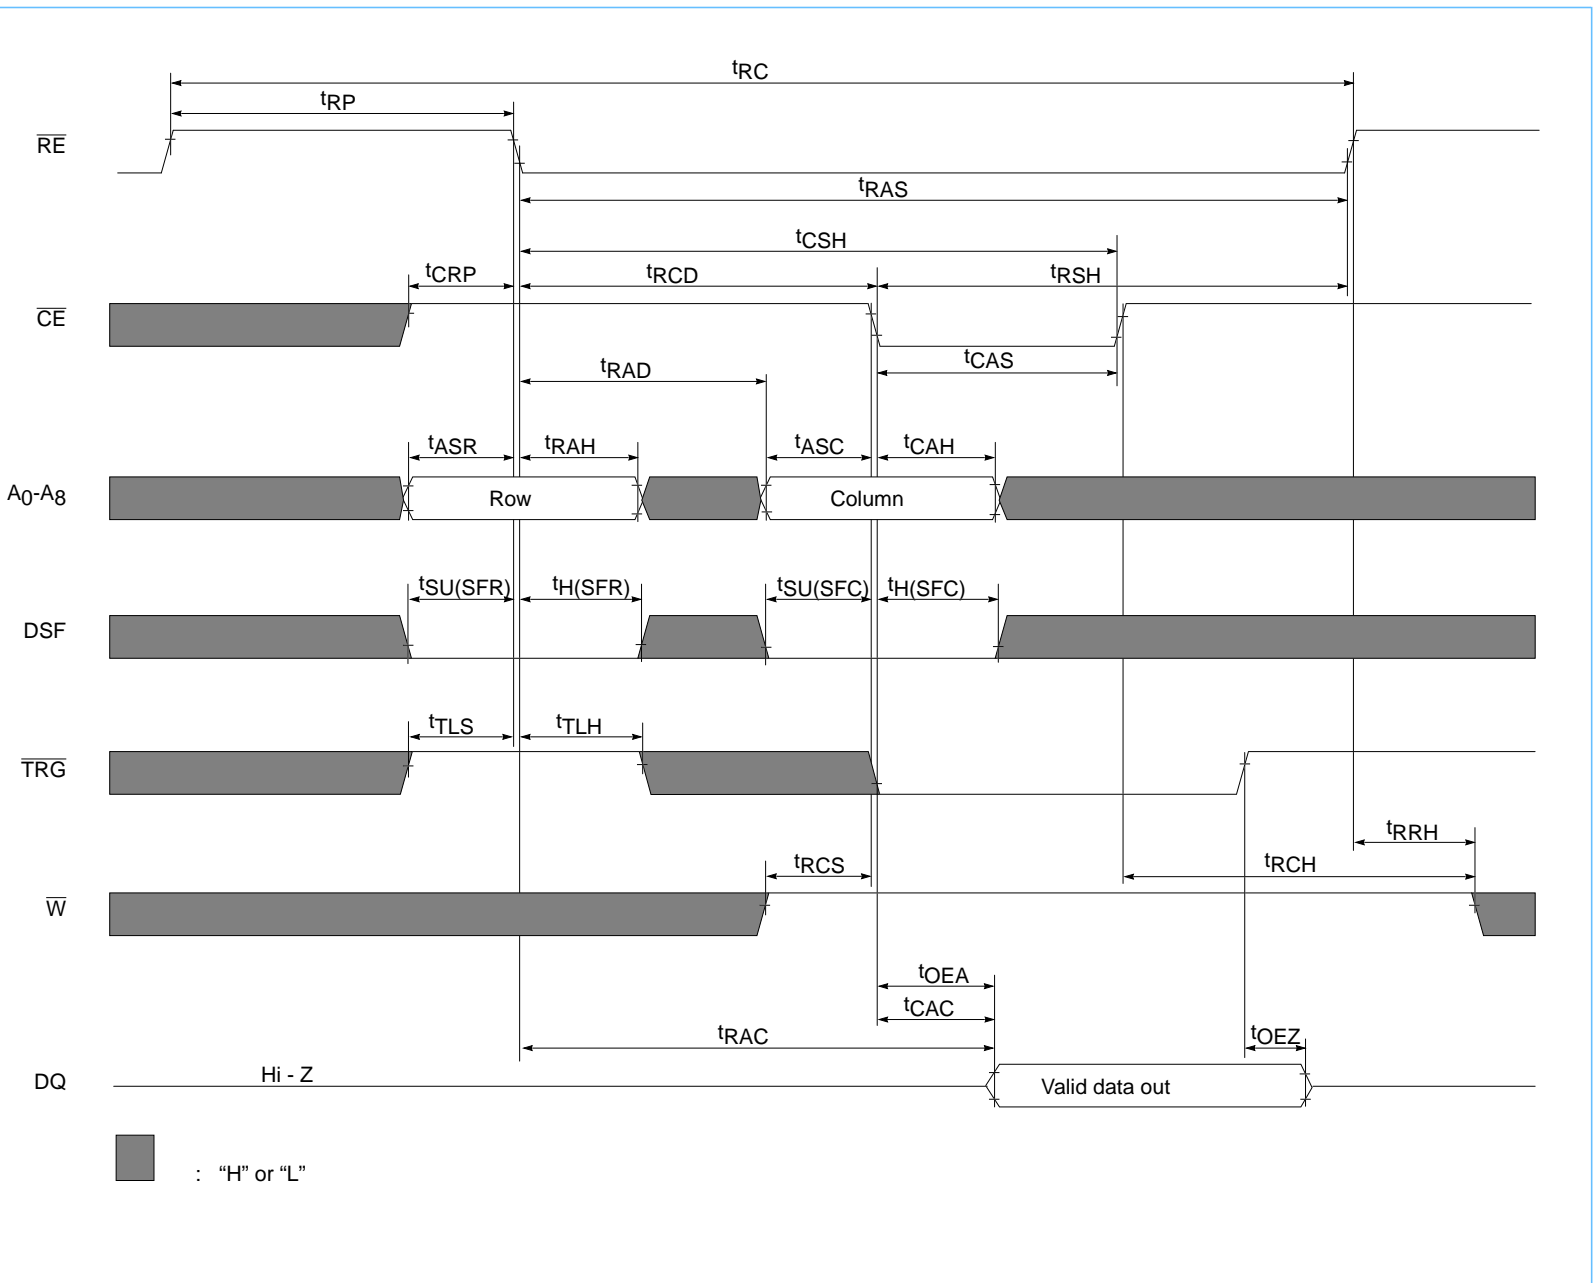 tRC
tRP
RE
tRAS
tCSH
tCRP tRCD tRSH
CE
tCAS
tRAD
tASR tRAH tASC tCAH
A0-A8 Row Column
tSU(SFR) tH(SFR) tSU(SFC) tH(SFC)
DSF
tTLS tTLH
TRG
tRRH
tRCS tRCH
W
tOEA
tCAC
tRAC tOEZ
DQ Hi - Z Valid data out
: “H” or “L”